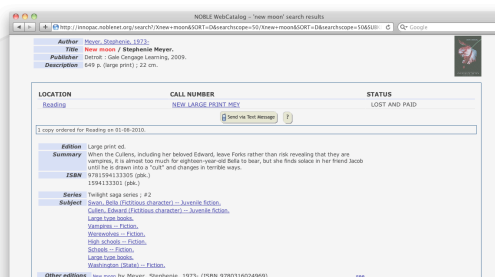 NOBLE WebCatalog – 'new moon' search results
http://innopac.noblenet.org/search?/Xnew+moon&SORT=D&searchscope=50/Xnew+moon&SORT=D&searchscope=50&SUBI
Google
Author Meyer, Stephenie, 1973-
Title New moon / Stephenie Meyer.
Publisher Detroit : Gale Cengage Learning, 2009.
Description 649 p. (large print) ; 22 cm.
LOCATION CALL NUMBER STATUS
Reading NEW LARGE PRINT MEY LOST AND PAID
Send via Text Message ?
1 copy ordered for Reading on 01-08-2010.
Edition Large print ed.
Summary When the Cullens, including her beloved Edward, leave Forks rather than risk revealing that they are
vampires, it is almost too much for eighteen-year-old Bella to bear, but she finds solace in her friend Jacob
until he is drawn into a "cult" and changes in terrible ways.
ISBN 9781594133305 (pbk.)
1594133301 (pbk.)
Series Twilight saga series ; #2
Subject Swan, Bella (Fictitious character) -- Juvenile fiction.
Cullen, Edward (Fictitious character) -- Juvenile fiction.
Large type books.
Vampires -- Fiction.
Werewolves -- Fiction.
High schools -- Fiction.
Schools -- Fiction.
Large type books.
Washington (State) -- Fiction.
Other editions New moon by Meyer, Stephenie, 1973- (ISBN 9780316024969)